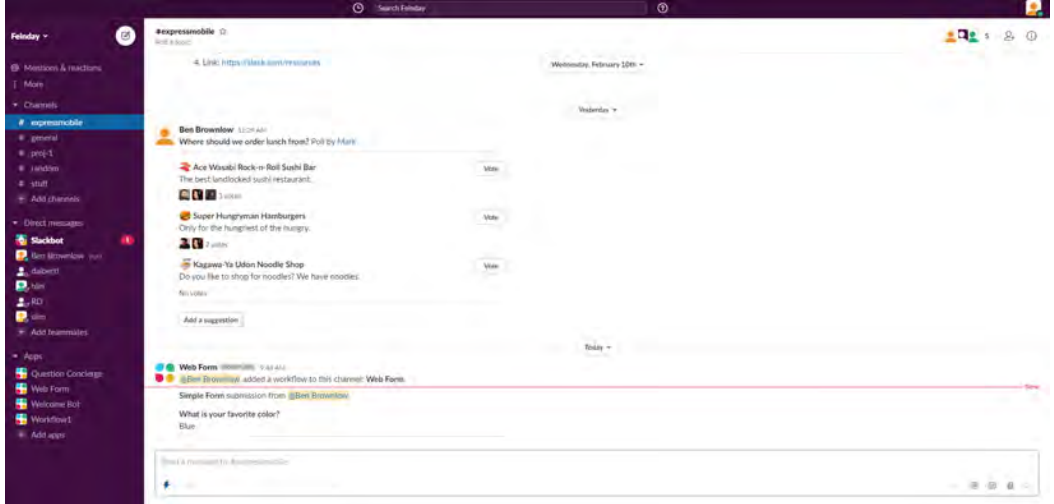 Search Feinday
Feinday
Mentions & reactions
More
Channels
# expressmobile
# general
# proj-1
# random
# stuff
+ Add channels
Direct messages
Slackbot
Ben Brownlow you
RD
slim
+ Add teammates
Apps
Question Concierge
Web Form
Welcome Bot
Workflow1
+ Add apps
#expressmobile
Add a topic
5
4. Link: https://slack.com/resources
Wednesday, February 10th
Yesterday
Ben Brownlow 11:29 AM
Where should we order lunch from? Poll by Mark
Ace Wasabi Rock-n-Roll Sushi Bar
Vote
The best landlocked sushi restaurant.
3 votes
Super Hungryman Hamburgers
Vote
Only for the hungriest of the hungry.
2 votes
Kagawa-Ya Udon Noodle Shop
Vote
Do you like to shop for noodles? We have noodles.
No votes
Add a suggestion
Today
Web Form
@Ben Brownlow added a workflow to this channel: Web Form.
New
Simple Form submission from @Ben Brownlow
What is your favorite color?
Blue
Send a message to #expressmobile